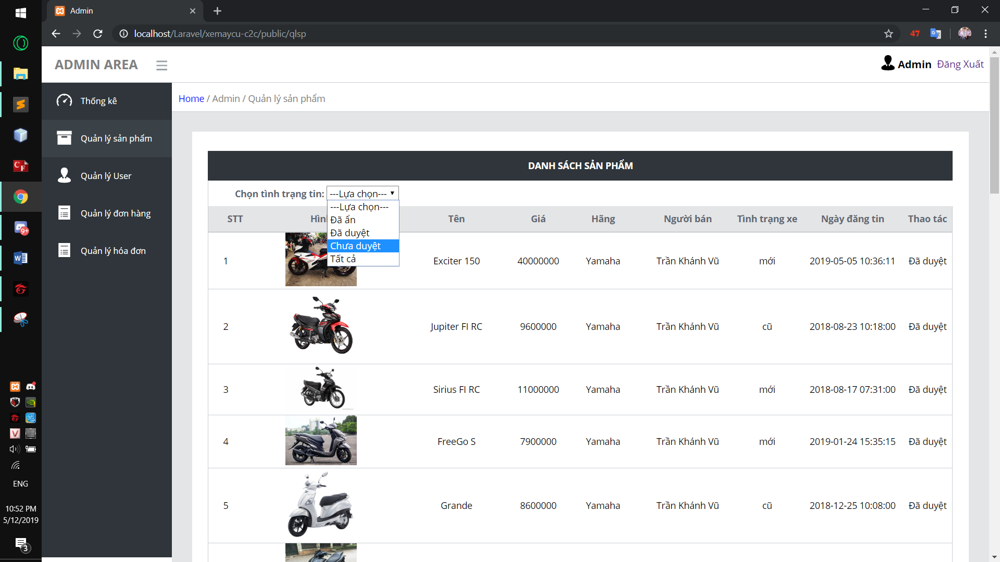 Admin
localhost/Laravel/xemaycu-c2c/public/qlsp
47
ADMIN AREA
Admin Đăng Xuất
Thống kê
Quản lý sản phẩm
Quản lý User
Quản lý đơn hàng
Quản lý hóa đơn
Home / Admin / Quản lý sản phẩm
DANH SÁCH SẢN PHẨM
Chọn tình trạng tin: ---Lựa chọn---
---Lựa chọn---
Đã ẩn
Đã duyệt
Chưa duyệt
Tất cả
STT Hìn Tên Giá Hãng Người bán Tình trạng xe Ngày đăng tin Thao tác
1 Exciter 150 40000000 Yamaha Trần Khánh Vũ mới 2019-05-05 10:36:11 Đã duyệt
2 Jupiter FI RC 9600000 Yamaha Trần Khánh Vũ cũ 2018-08-23 10:18:00 Đã duyệt
3 Sirius FI RC 11000000 Yamaha Trần Khánh Vũ mới 2018-08-17 07:31:00 Đã duyệt
4 FreeGo S 7900000 Yamaha Trần Khánh Vũ mới 2019-01-24 15:35:15 Đã duyệt
5 Grande 8600000 Yamaha Trần Khánh Vũ cũ 2018-12-25 10:08:00 Đã duyệt
CF
9+
ENG
10:52 PM
5/12/2019
3